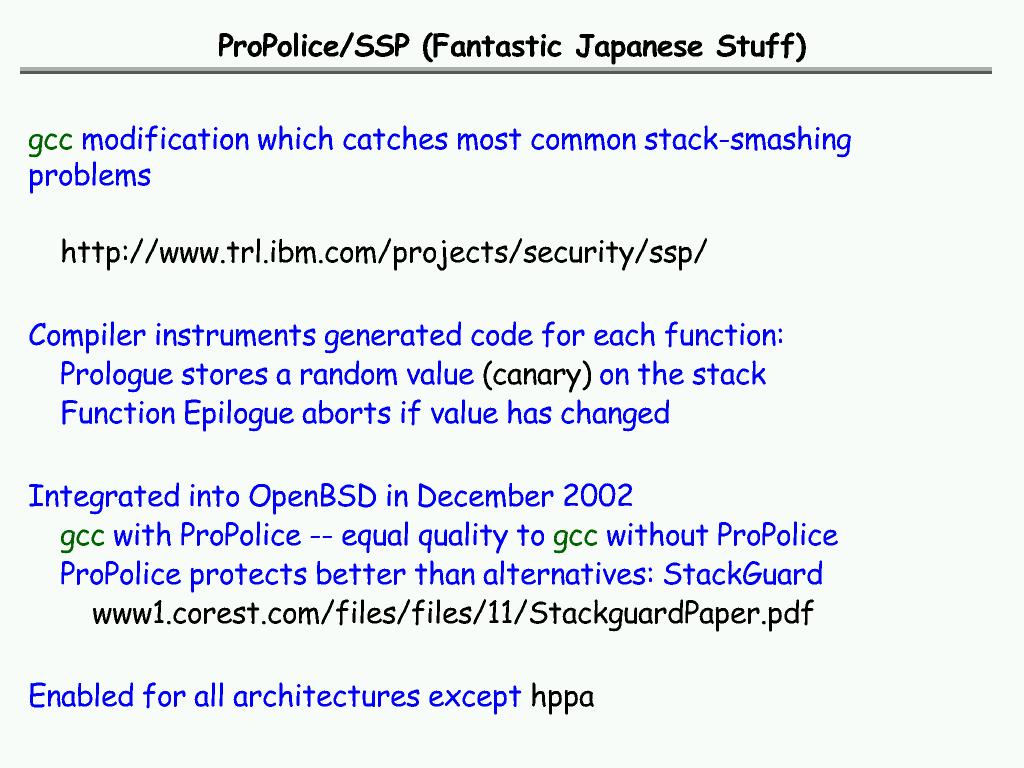 ProPolice/SSP (Fantastic Japanese Stuff)
gcc modification which catches most common stack-smashing
problems
http://www.trl.ibm.com/projects/security/ssp/
Compiler instruments generated code for each function:
Prologue stores a random value (canary) on the stack
Function Epilogue aborts if value has changed
Integrated into OpenBSD in December 2002
gcc with ProPolice -- equal quality to gcc without ProPolice
ProPolice protects better than alternatives: StackGuard
www1.corest.com/files/files/11/StackguardPaper.pdf
Enabled for all architectures except hppa